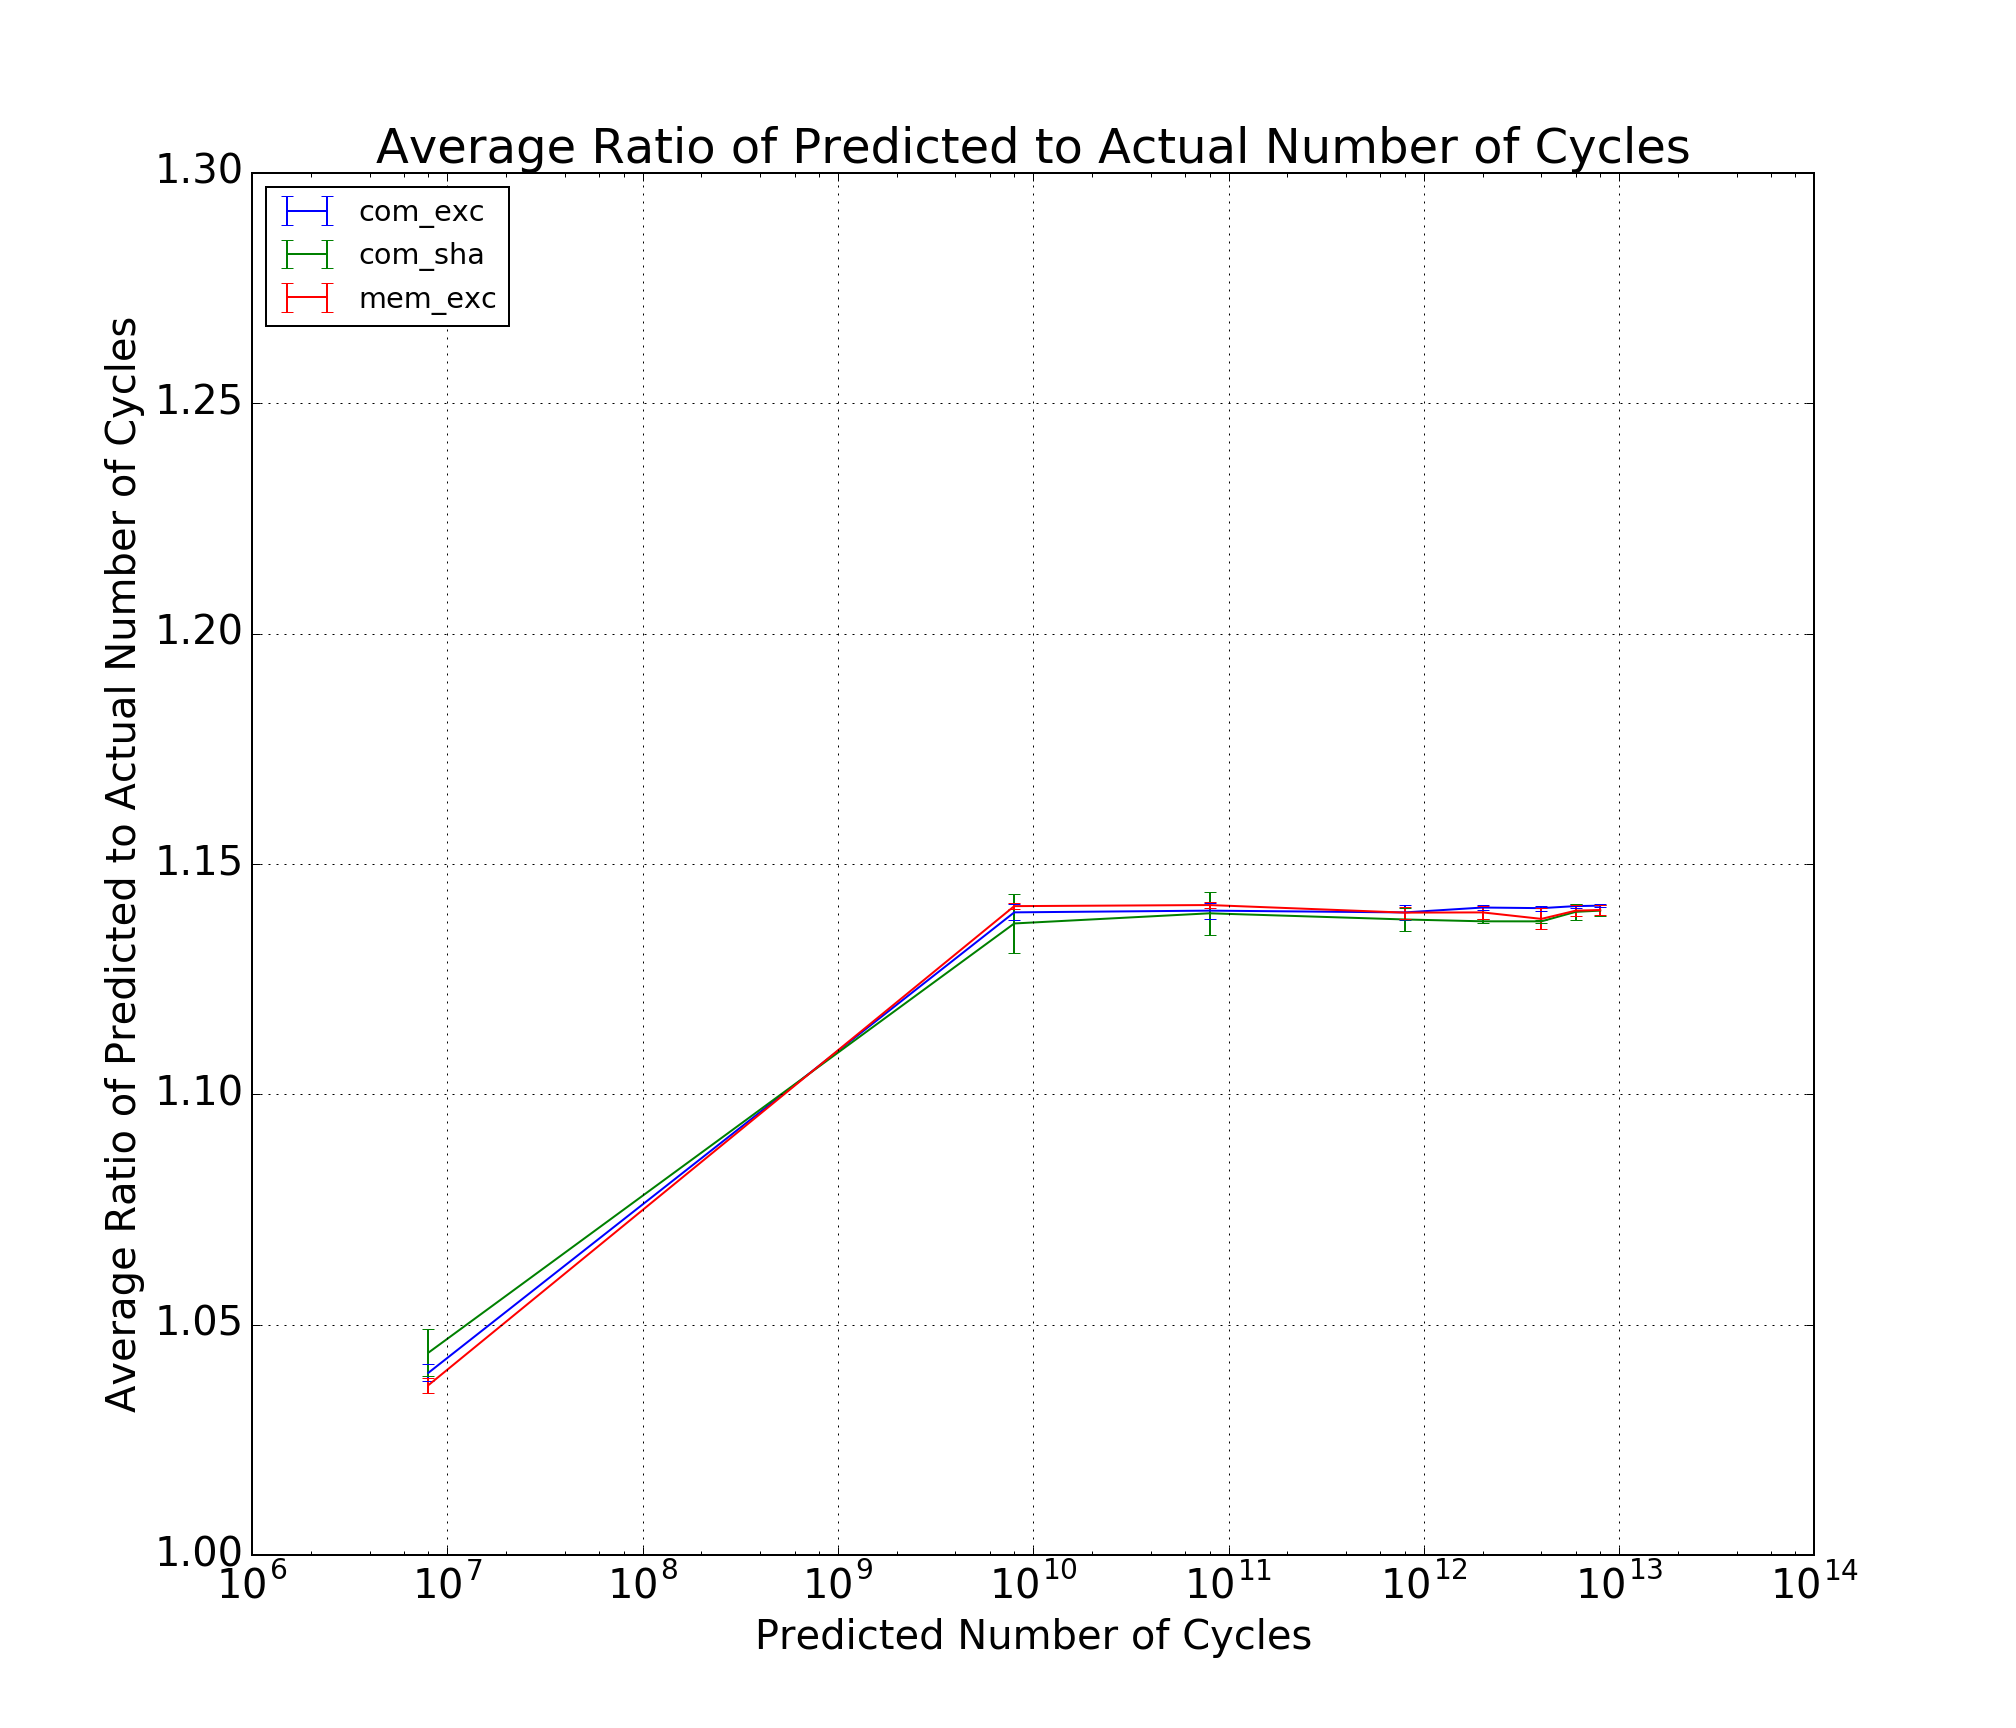 Average Ratio of Predicted to Actual Number of Cycles
1.30
1.25
1.20
1.15
1.10
1.05
1.00
Average Ratio of Predicted to Actual Number of Cycles
com_exc
com_sha
mem_exc
10^6 10^7 10^8 10^9 10^10 10^11 10^12 10^13 10^14
Predicted Number of Cycles